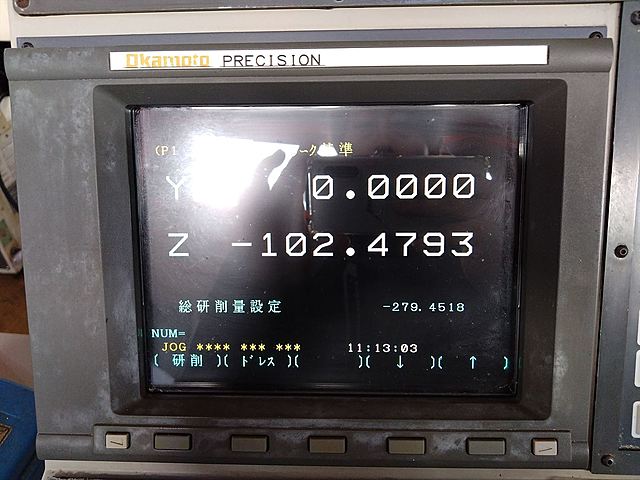 Okamoto PRECISION
(P1 ーク基準
Y 0.0000
Z -102.4793
総研削量設定 -279.4518
NUM=
JOG **** *** *** 11:13:03
( 研削 )( ドレス )( )( ↓ )( ↑ )